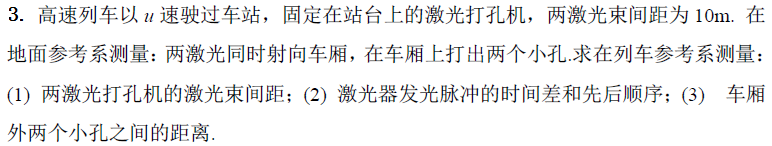 3. 高速列车以 u 速驶过车站，固定在站台上的激光打孔机，两激光束间距为 10m. 在
地面参考系测量：两激光同时射向车厢，在车厢上打出两个小孔.求在列车参考系测量：
(1) 两激光打孔机的激光束间距；(2) 激光器发光脉冲的时间差和先后顺序；(3) 车厢
外两个小孔之间的距离.